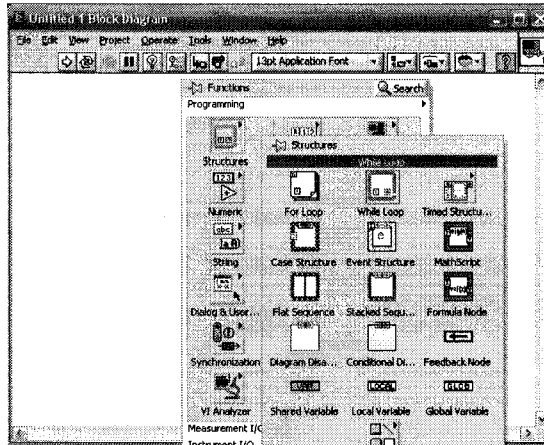 Untitled 1 Block Diagram
File Edit View Project Operate Tools Window Help
13pt Application Font
Functions
Search
Programming
Structures
Structures
While Loop
For Loop
While Loop
Timed Structu...
Numeric
Case Structure
Event Structure
MathScript
String
Flat Sequence
Stacked Sequ...
Formula Node
Dialog & User...
Diagram Disa...
Conditional Di...
Feedback Node
Synchronization
LOCAL
GLOB
Shared Variable
Local Variable
Global Variable
VI Analyzer
Measurement I/O
Instrument I/O